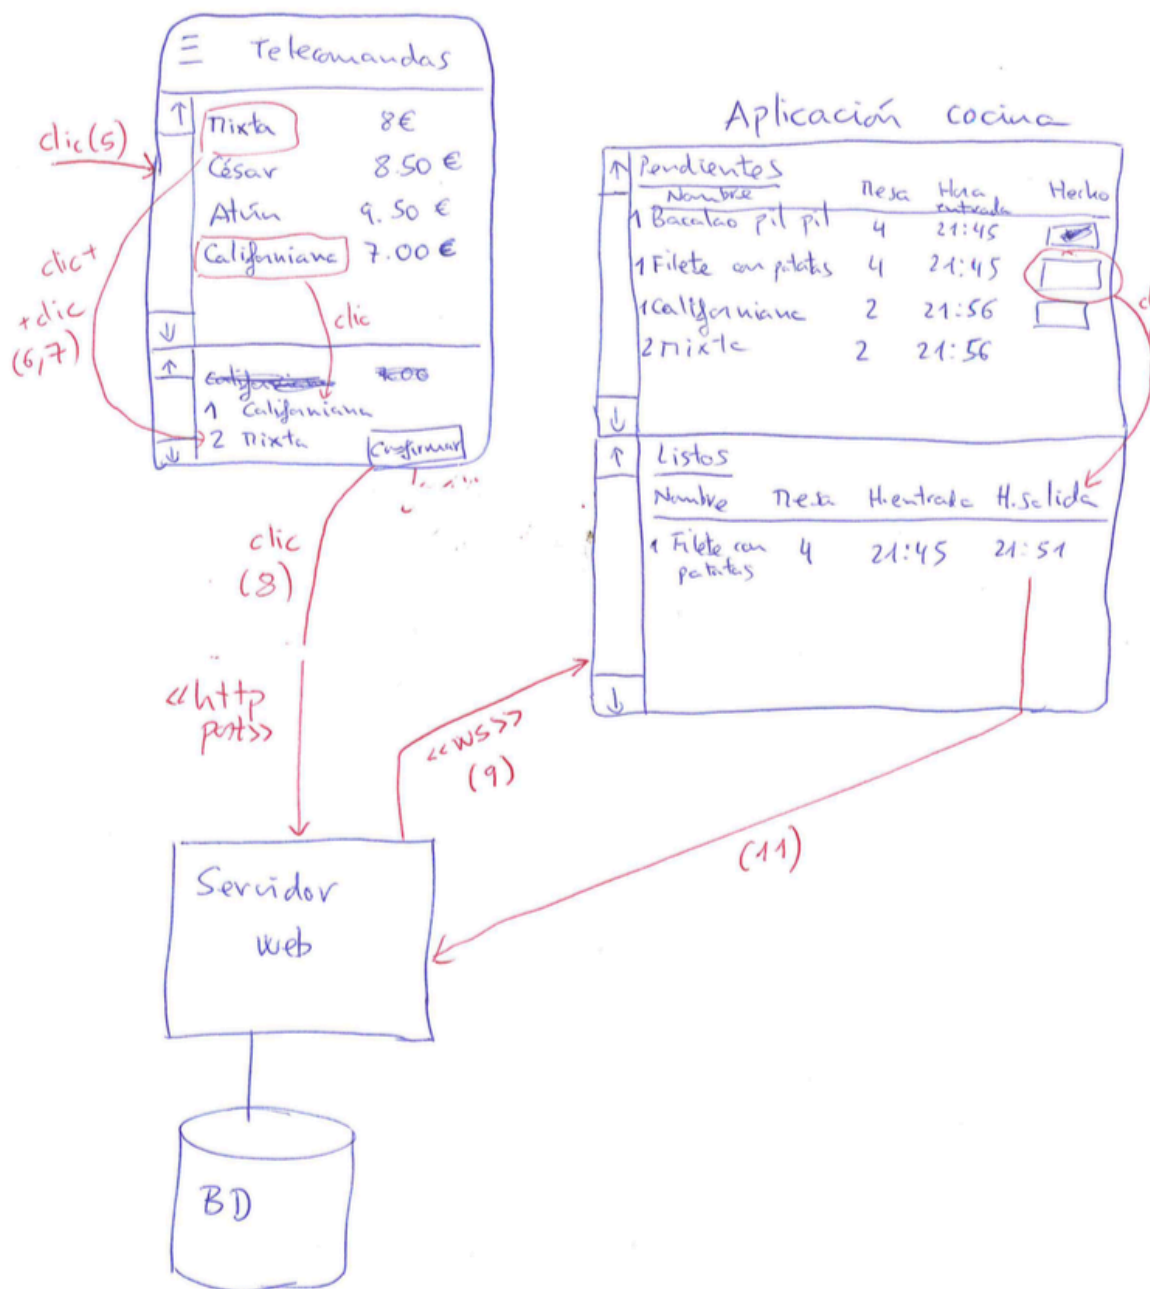 Telecomandas
clic(5)
Mixta 8€
César 8.50 €
Atún 9.50 €
Californiana 7.00 €
clic+
+clic
(6,7)
clic
1 Californiana
2 Mixta
Confirmar
clic
(8)
<<http
post>>
<<ws>>
(9)
(11)
Servidor
web
BD
Aplicación cocina
Pendientes
Nombre Mesa Hora entrada Hecho
1 Bacalao pil pil 4 21:45
1 Filete con patatas 4 21:45
1 Californiana 2 21:56
2 Mixta 2 21:56
Listos
Nombre Mesa H.entrada H.salida
1 Filete con 4 21:45 21:51
patatas